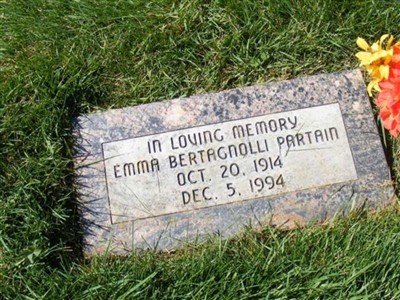 IN LOVING MEMORY
EMMA BERTAGNOLLI PARTAIN
OCT. 20. 1914
DEC. 5. 1994